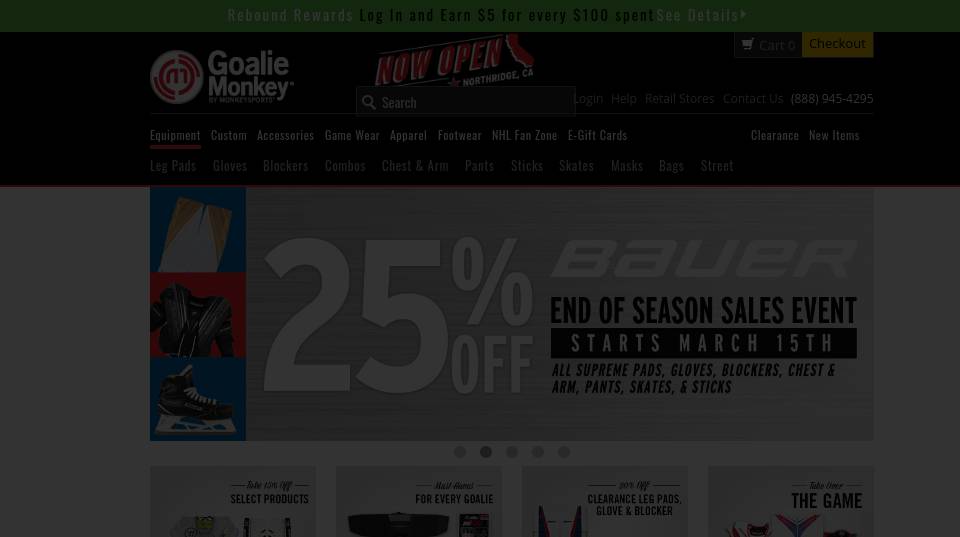 Rebound Rewards Log In and Earn $5 for every $100 spent See Details
Cart 0 Checkout
Goalie
Monkey
BY MONKEYSPORTS
NOW OPEN
NORTHRIDGE, CA
Search
Login Help Retail Stores Contact Us (888) 945-4295
Equipment Custom Accessories Game Wear Apparel Footwear NHL Fan Zone E-Gift Cards Clearance New Items
Leg Pads Gloves Blockers Combos Chest & Arm Pants Sticks Skates Masks Bags Street
25% OFF
BAUER
END OF SEASON SALES EVENT
STARTS MARCH 15TH
ALL SUPREME PADS, GLOVES, BLOCKERS, CHEST &
ARM, PANTS, SKATES, & STICKS
Take 15% Off
SELECT PRODUCTS
Must-Haves
FOR EVERY GOALIE
20% Off
CLEARANCE LEG PADS,
GLOVE & BLOCKER
Take Over
THE GAME